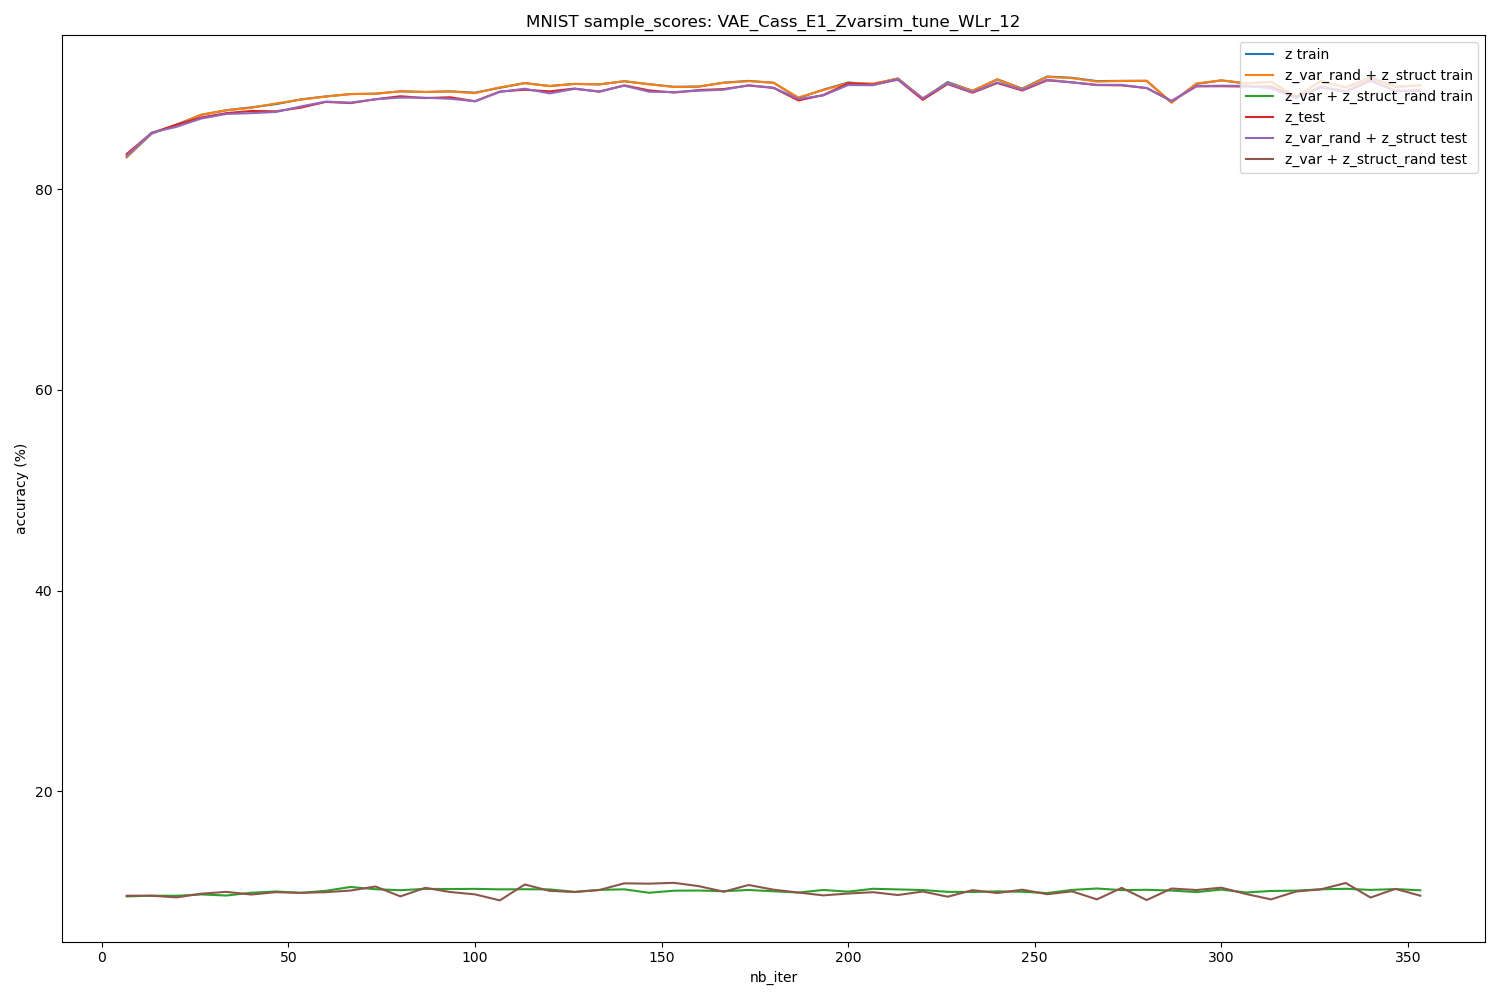 MNIST sample_scores: VAE_Cass_E1_Zvarsim_tune_WLr_12
z train
z_var_rand + z_struct train
z_var + z_struct_rand train
z_test
z_var_rand + z_struct test
z_var + z_struct_rand test
accuracy (%)
80
60
40
20
0 50 100 150 200 250 300 350
nb_iter